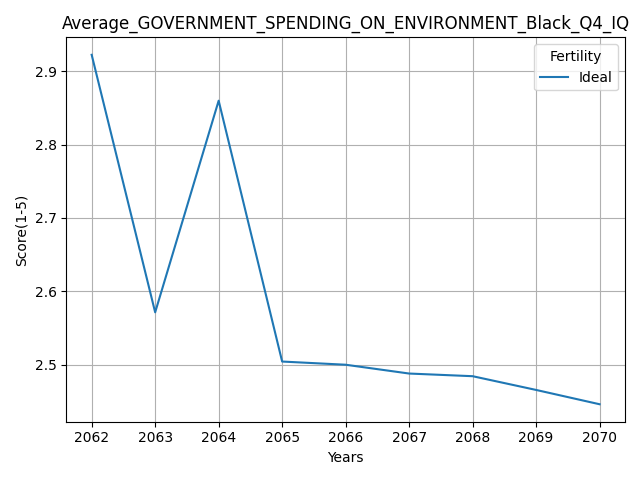 Average_GOVERNMENT_SPENDING_ON_ENVIRONMENT_Black_Q4_IQ
Fertility
Ideal
Score(1-5)
2.9
2.8
2.7
2.6
2.5
2062 2063 2064 2065 2066 2067 2068 2069 2070
Years